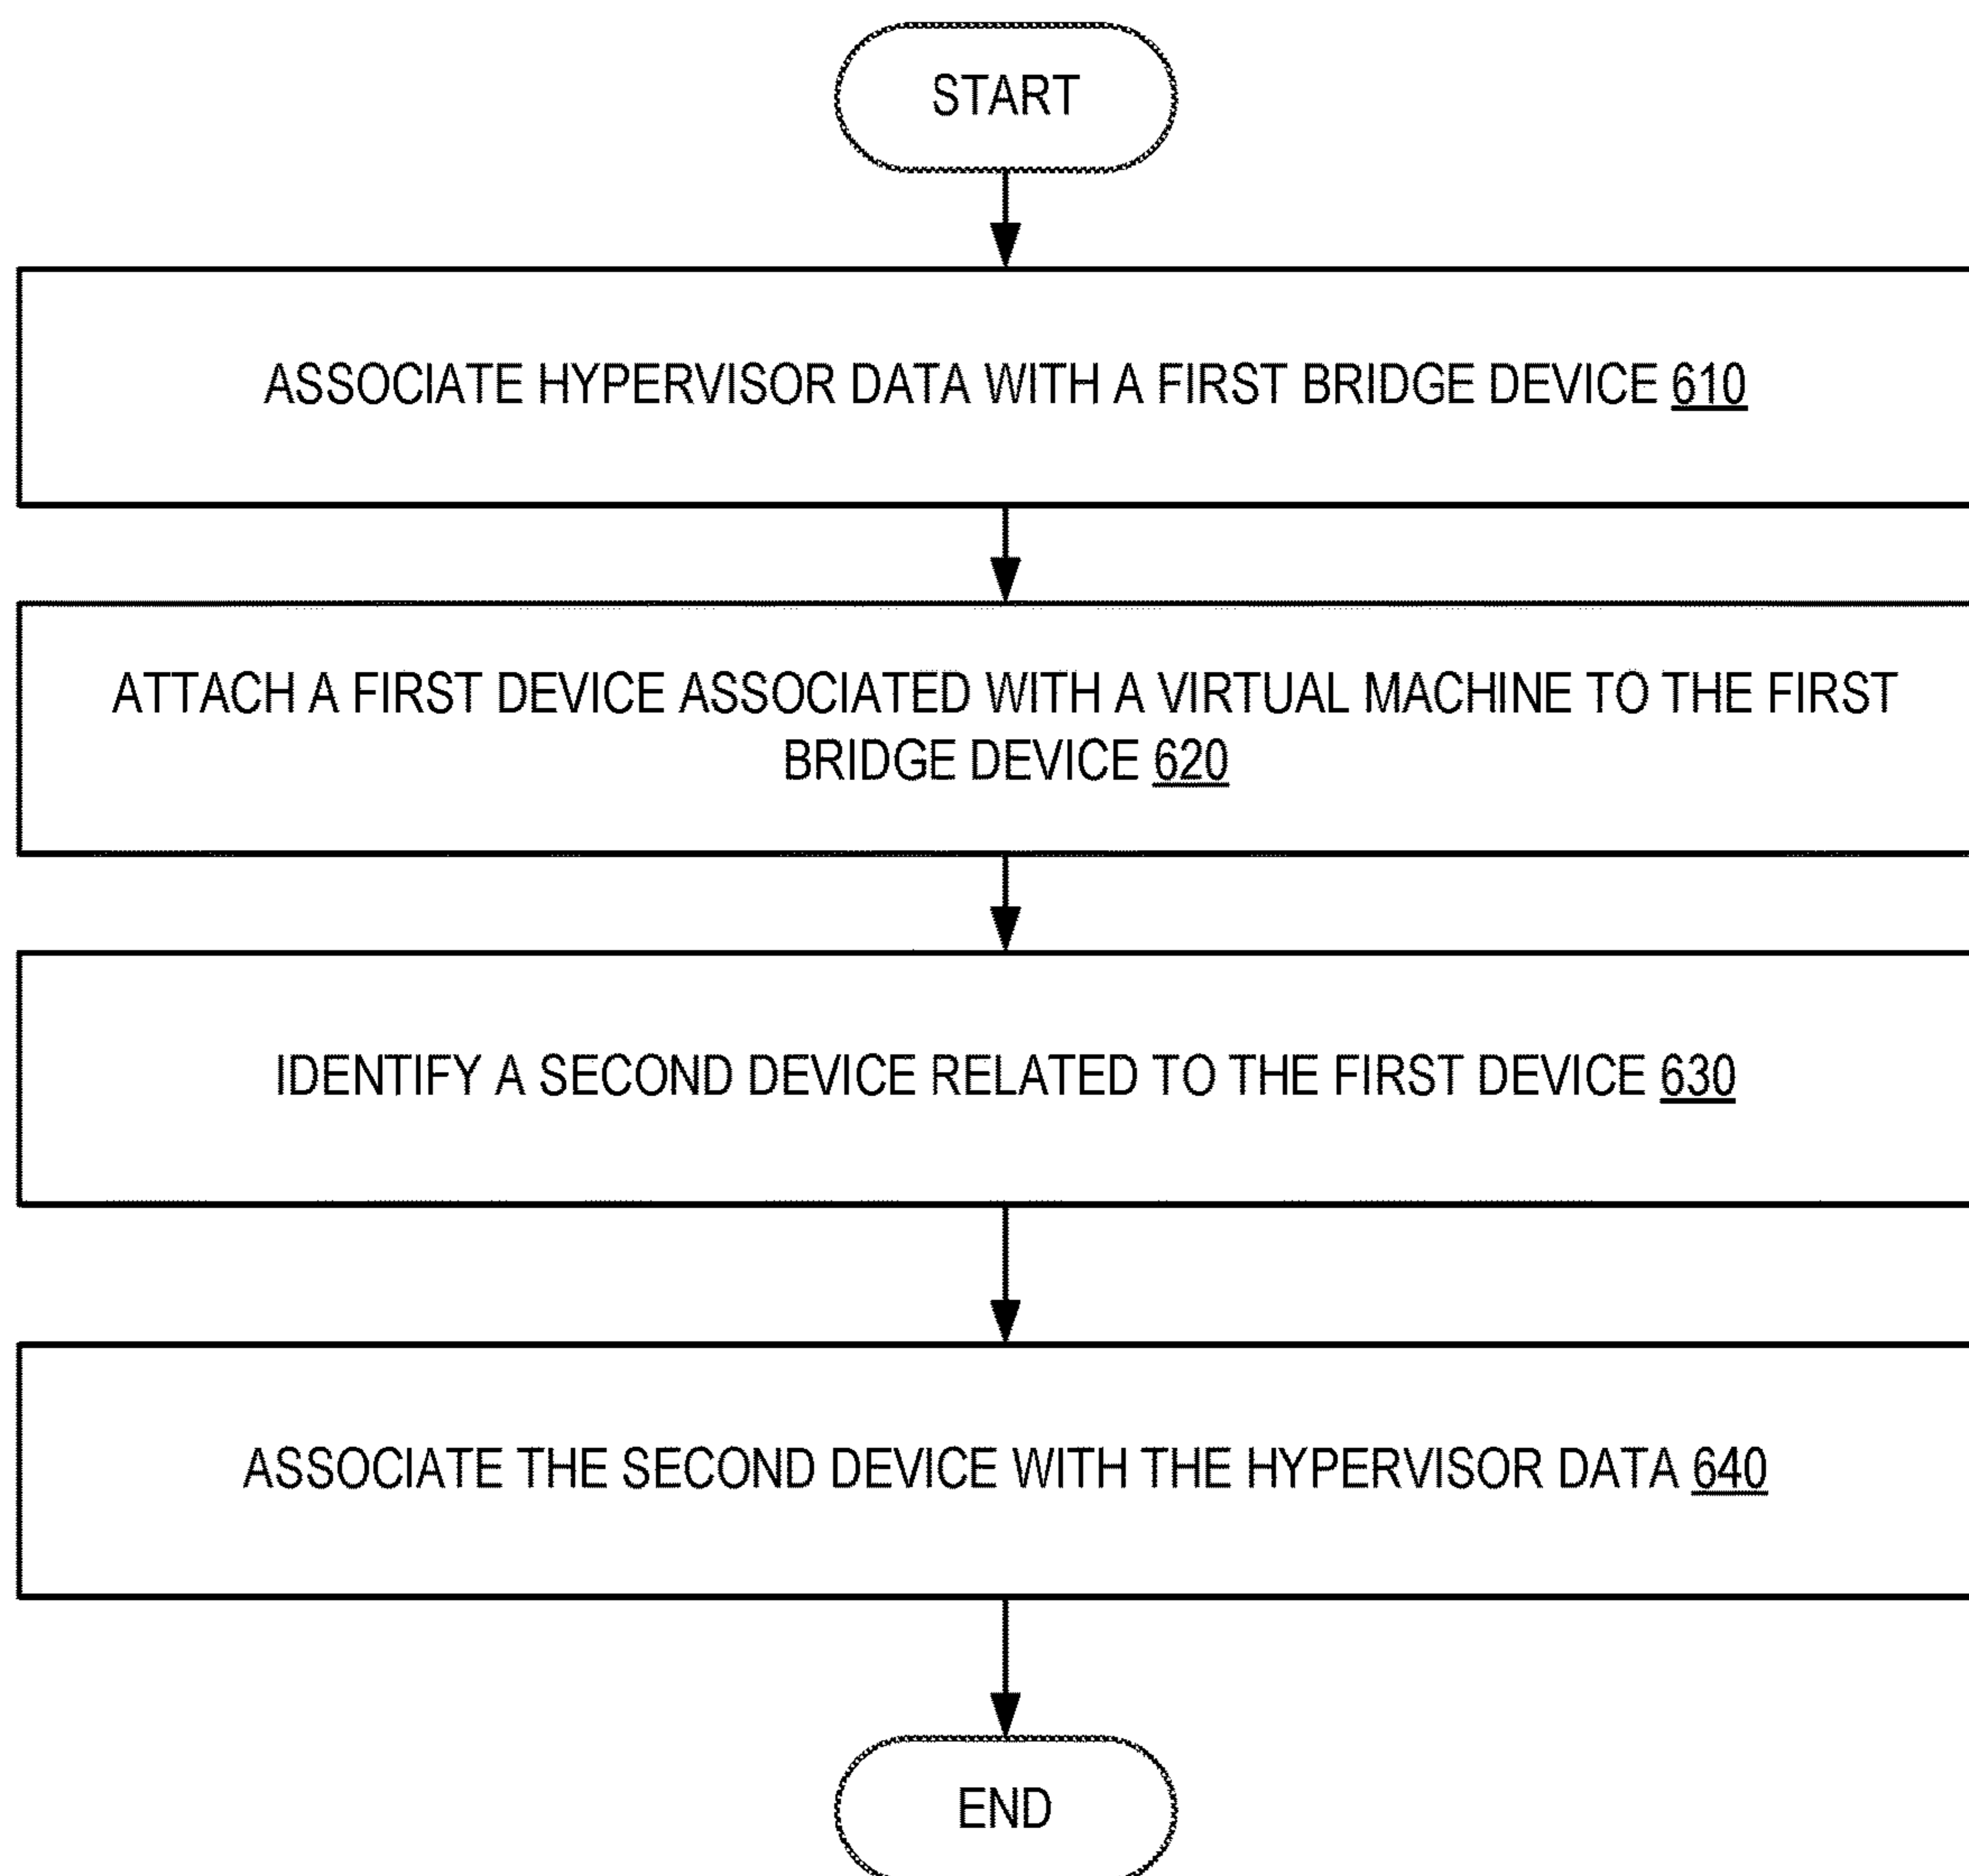 START
ASSOCIATE HYPERVISOR DATA WITH A FIRST BRIDGE DEVICE 610
ATTACH A FIRST DEVICE ASSOCIATED WITH A VIRTUAL MACHINE TO THE FIRST
BRIDGE DEVICE 620
IDENTIFY A SECOND DEVICE RELATED TO THE FIRST DEVICE 630
ASSOCIATE THE SECOND DEVICE WITH THE HYPERVISOR DATA 640
END